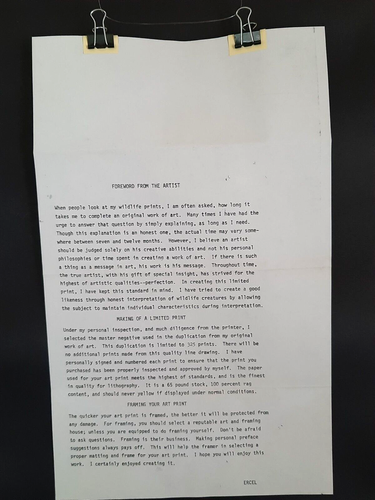 FOREWORD FROM THE ARTIST
When people look at my wildlife prints, I am often asked, how long it
takes me to complete an original work of art. Many times I have had the
urge to answer that question by simply explaining, as long as I need.
Though this explanation is an honest one, the actual time may vary some-
where between seven and twelve months. However, I believe an artist
should be judged solely on his creative abilities and not his personal
philosophies or time spent in creating a work of art. If there is such
a thing as a message in art, his work is his message. Throughout time,
the true artist, with his gift of special insight, has strived for the
highest of artistic qualities--perfection. In creating this limited
print, I have kept this standard in mind. I have tried to create a good
likeness through honest interpretation of wildlife creatures by allowing
the subject to maintain individual characteristics during interpretation.
MAKING OF A LIMITED PRINT
Under my personal inspection, and much diligence from the printer, I
selected the master negative used in the duplication from my original
work of art. This duplication is limited to 525 prints. There will be
no additional prints made from this quality line drawing. I have
personally signed and numbered each print to ensure that the print you
purchased has been properly inspected and approved by myself. The paper
used for your art print meets the highest of standards, and is the finest
in quality for lithography. It is a 65 pound stock, 100 percent rag
content, and should never yellow if displayed under normal conditions.
FRAMING YOUR ART PRINT
The quicker your art print is framed, the better it will be protected from
any damage. For framing, you should select a reputable art and framing
house; unless you are equipped to do framing yourself. Don't be afraid
to ask questions. Framing is their business. Making personal preface
suggestions always pays off. This will help the framer in selecting a
proper matting and frame for your art print. I hope you will enjoy this
work. I certainly enjoyed creating it.
ERCEL